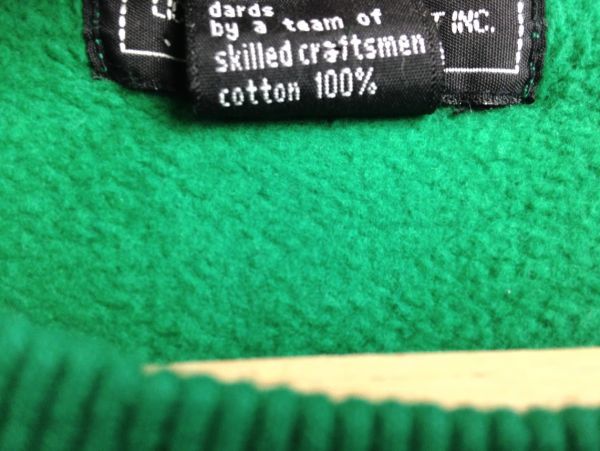 dards
by a team of
skilled craftsmen
cotton 100%
INC.